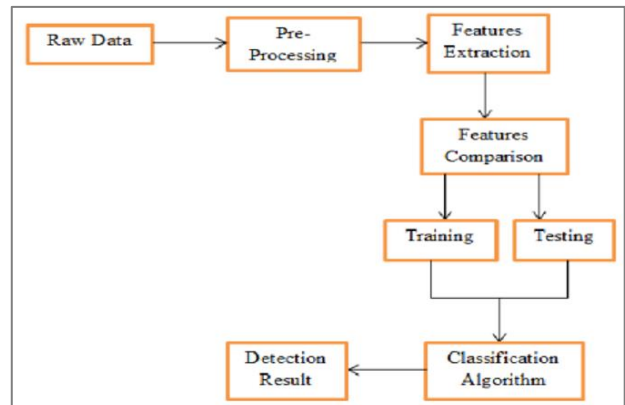 Raw Data
Pre-
Processing
Features
Extraction
Features
Comparison
Training
Testing
Classification
Algorithm
Detection
Result